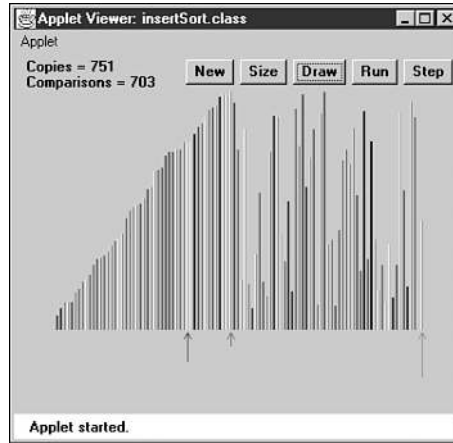 Applet Viewer: insertSort.class
Applet
Copies = 751
Comparisons = 703
New Size Draw Run Step
Applet started.